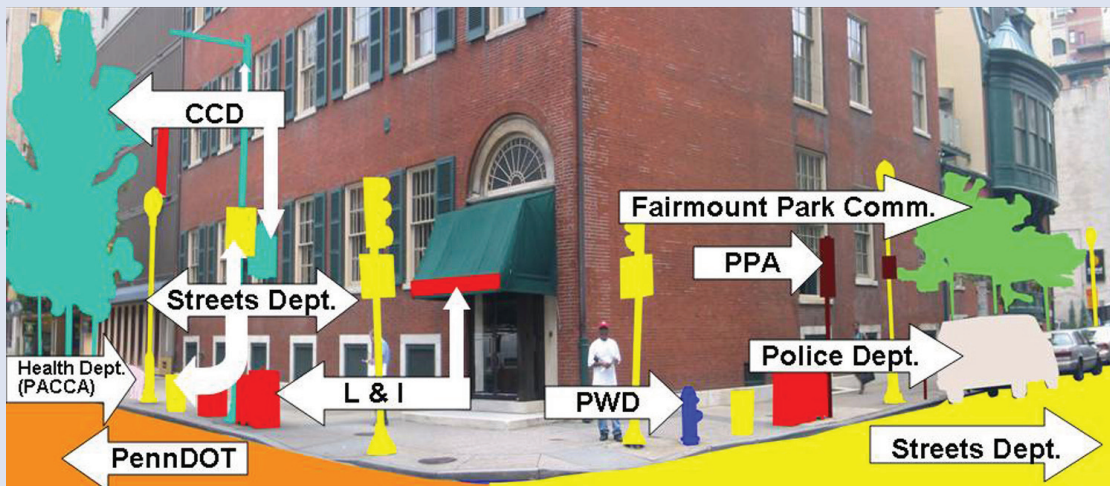 CCD
Fairmount Park Comm.
PPA
Streets Dept.
Police Dept.
Health Dept.
(PACCA)
L & I
PWD
PennDOT
Streets Dept.